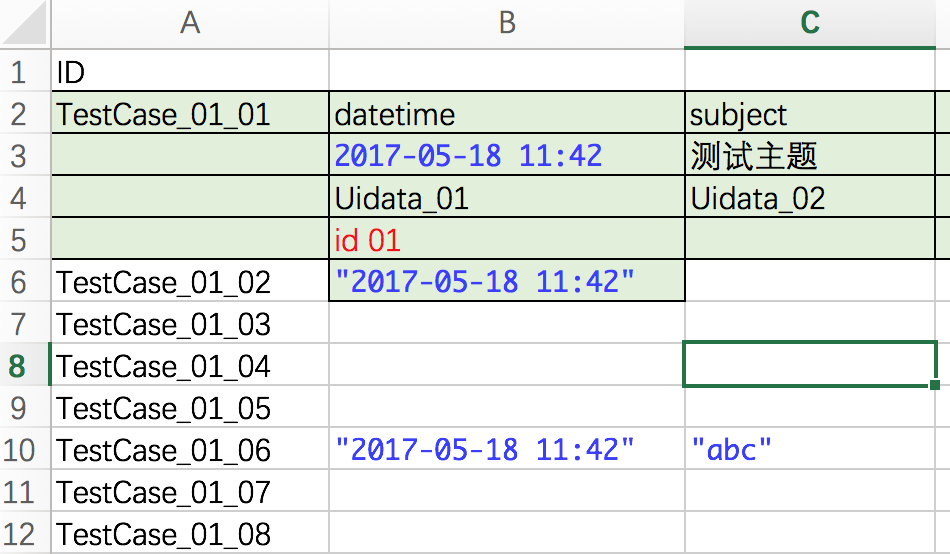 A B C
1 ID
2 TestCase_01_01 datetime subject
3 2017-05-18 11:42 测试主题
4 Uidata_01 Uidata_02
5 id 01
6 TestCase_01_02 "2017-05-18 11:42"
7 TestCase_01_03
8 TestCase_01_04
9 TestCase_01_05
10 TestCase_01_06 "2017-05-18 11:42" "abc"
11 TestCase_01_07
12 TestCase_01_08